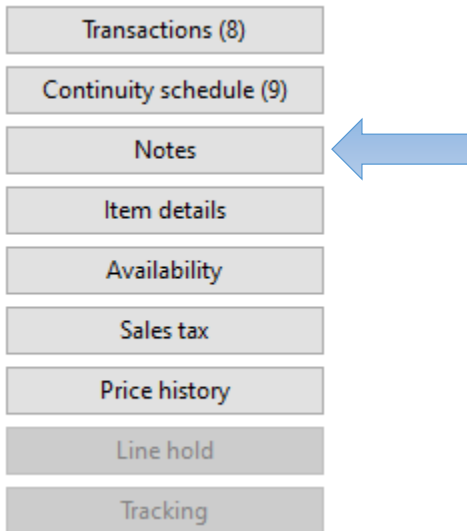 Transactions (8)
Continuity schedule (9)
Notes
Item details
Availability
Sales tax
Price history
Line hold
Tracking